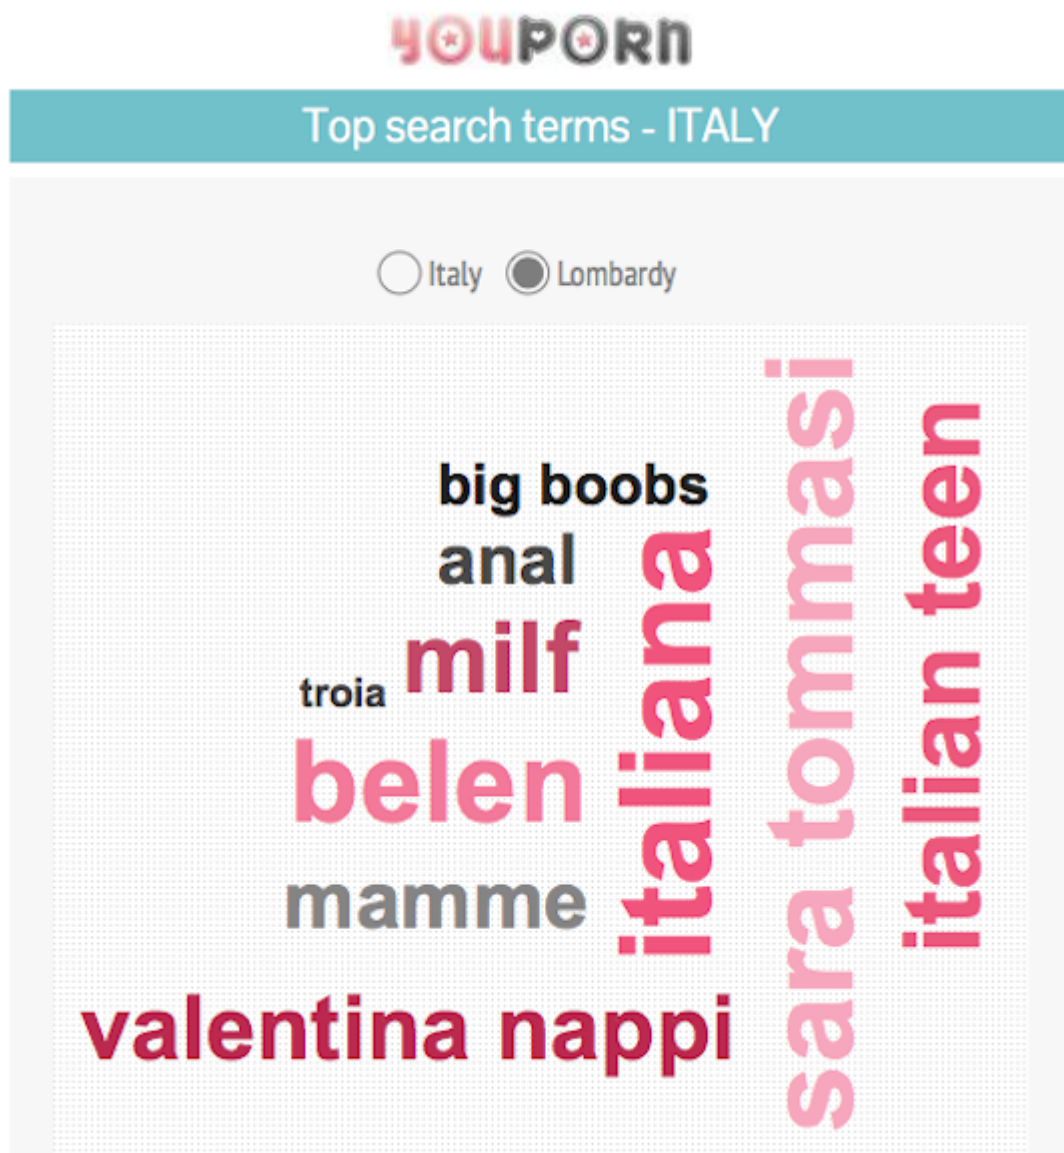 YOUPORN
Top search terms - ITALY
Italy Lombardy
big boobs
anal
milf
troia
belen
mamme
valentina nappi
italiana
sara tommasi
italian teen